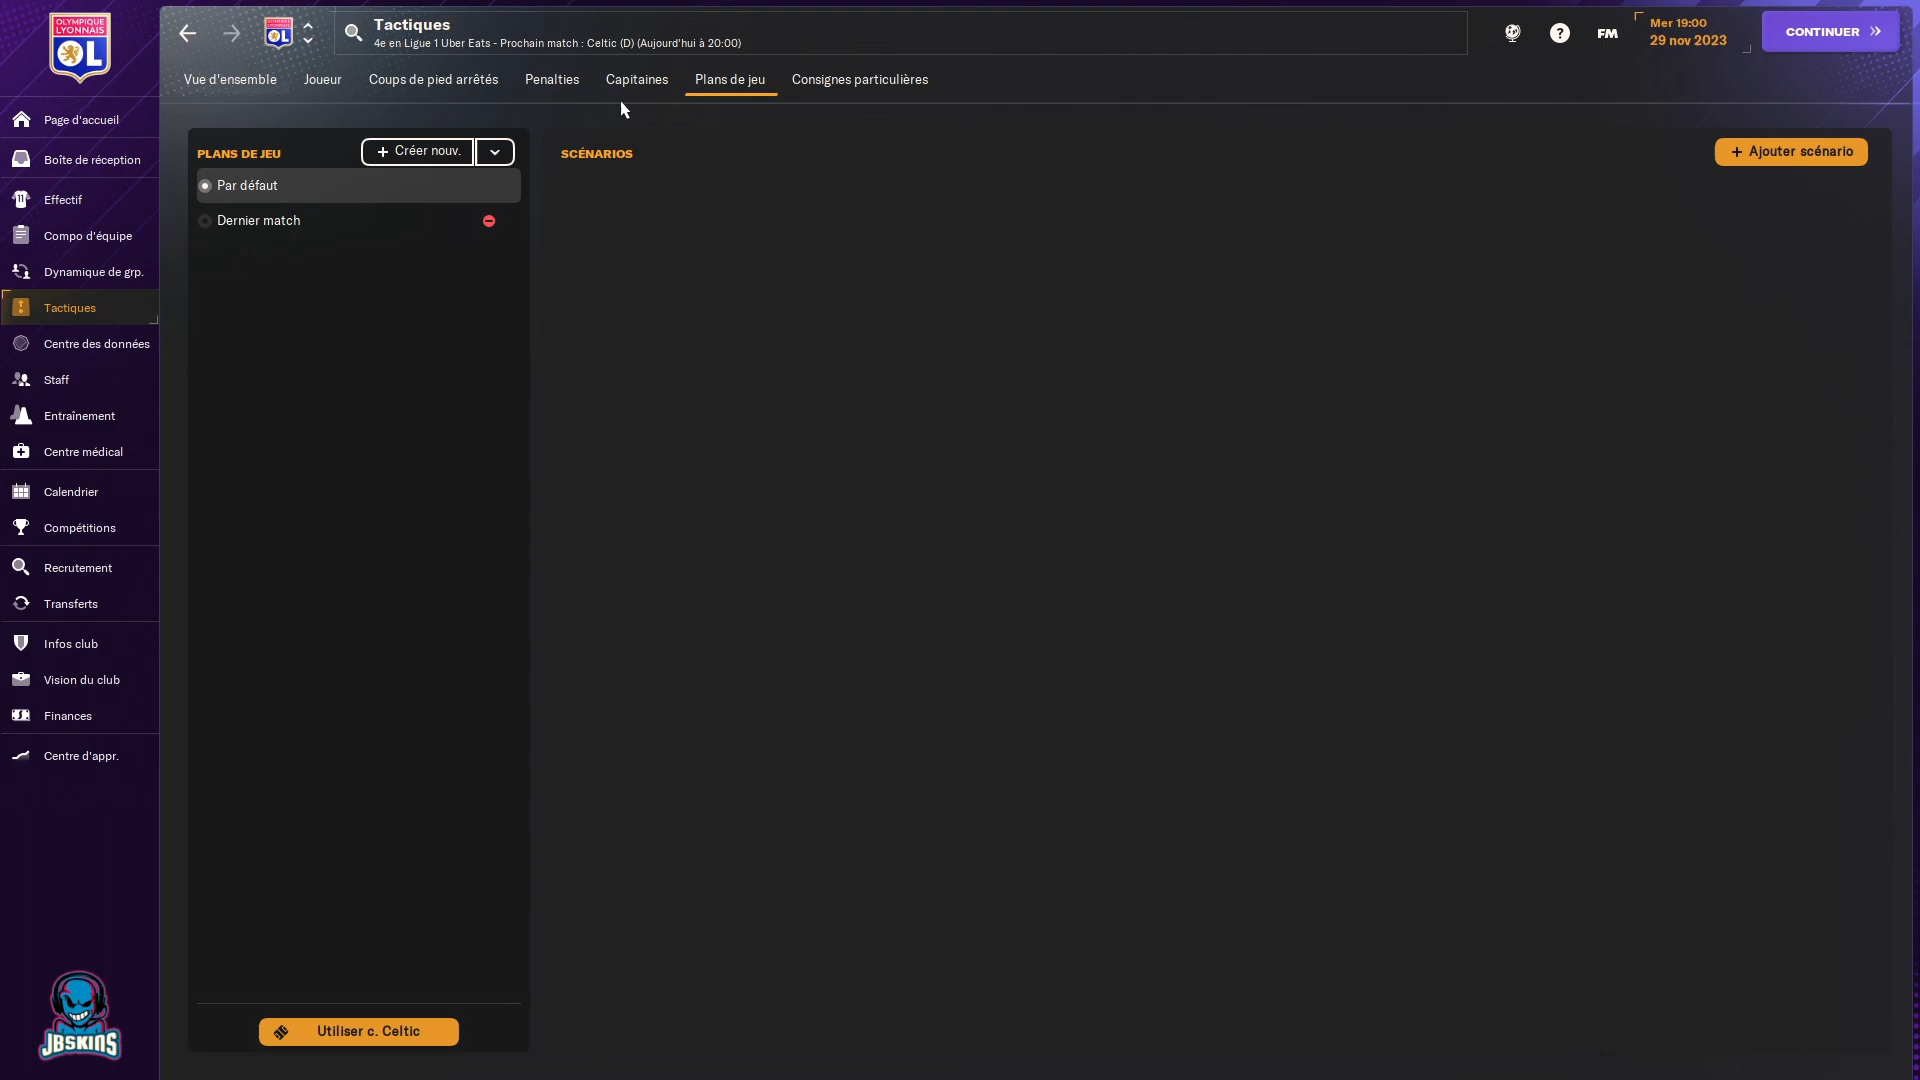 OLYMPIQUE
LYONNAIS
OL
Tactiques
4e en Ligue 1 Uber Eats - Prochain match : Celtic (D) (Aujourd'hui à 20:00)
?
FM
Mer 19:00
29 nov 2023
CONTINUER
Vue d'ensemble
Joueur
Coups de pied arrêtés
Penalties
Capitaines
Plans de jeu
Consignes particulières
Page d'accueil
Boîte de réception
Effectif
Compo d'équipe
Dynamique de grp.
Tactiques
Centre des données
Staff
Entraînement
Centre médical
Calendrier
Compétitions
Recrutement
Transferts
Infos club
Vision du club
Finances
Centre d'appr.
JBSKINS
PLANS DE JEU
+ Créer nouv.
Par défaut
Dernier match
Utiliser c. Celtic
SCÉNARIOS
+ Ajouter scénario